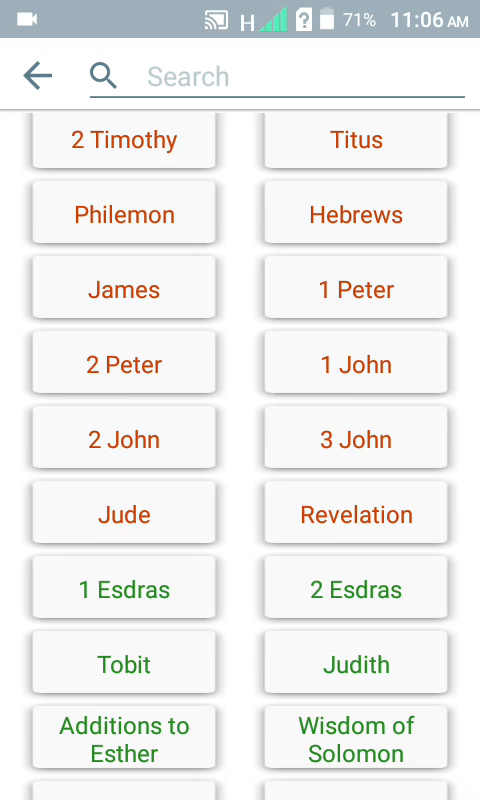 H 71% 11:06 AM
Search
2 Timothy
Titus
Philemon
Hebrews
James
1 Peter
2 Peter
1 John
2 John
3 John
Jude
Revelation
1 Esdras
2 Esdras
Tobit
Judith
Additions to
Esther
Wisdom of
Solomon